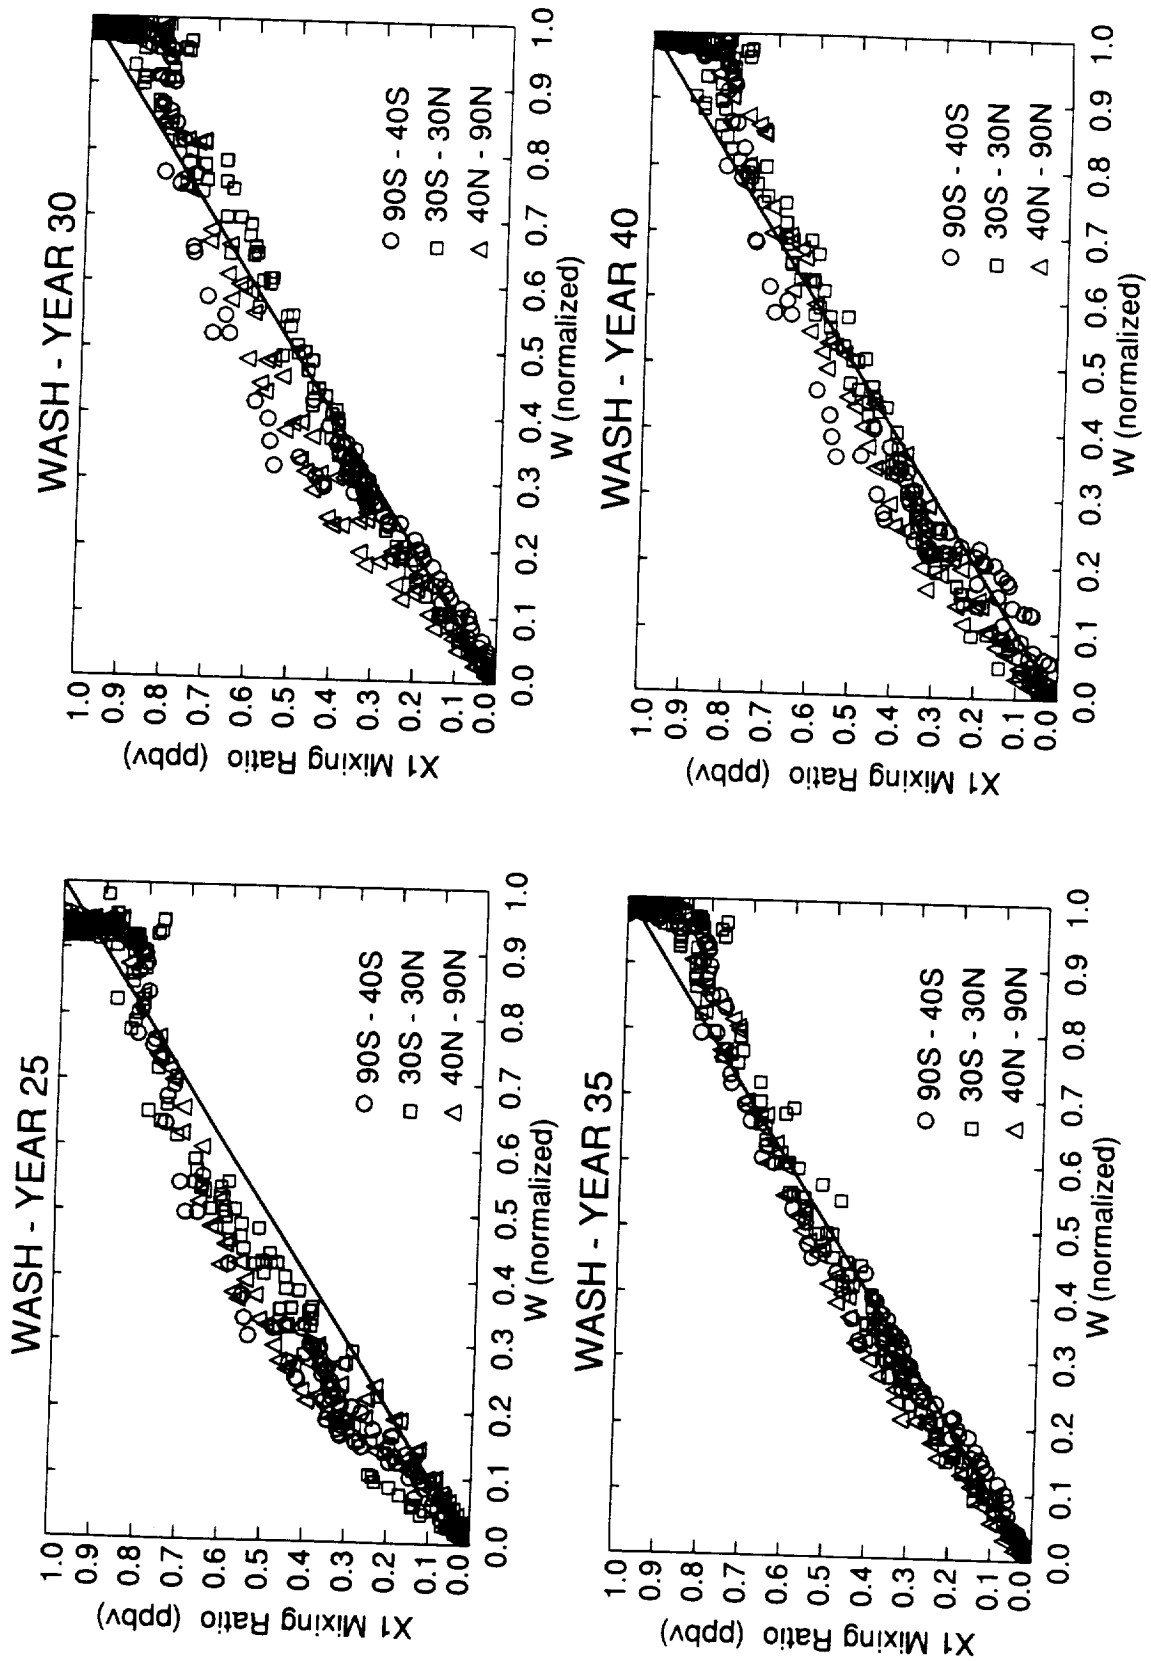 WASH - YEAR 25
X1 Mixing Ratio (ppbv)
1.0
0.9
0.8
0.7
0.6
0.5
0.4
0.3
0.2
0.1
0.0
○ 90S - 40S
□ 30S - 30N
△ 40N - 90N
0.0 0.1 0.2 0.3 0.4 0.5 0.6 0.7 0.8 0.9 1.0
W (normalized)
WASH - YEAR 30
X1 Mixing Ratio (ppbv)
1.0
0.9
0.8
0.7
0.6
0.5
0.4
0.3
0.2
0.1
0.0
○ 90S - 40S
□ 30S - 30N
△ 40N - 90N
0.0 0.1 0.2 0.3 0.4 0.5 0.6 0.7 0.8 0.9 1.0
W (normalized)
WASH - YEAR 35
X1 Mixing Ratio (ppbv)
1.0
0.9
0.8
0.7
0.6
0.5
0.4
0.3
0.2
0.1
0.0
○ 90S - 40S
□ 30S - 30N
△ 40N - 90N
0.0 0.1 0.2 0.3 0.4 0.5 0.6 0.7 0.8 0.9 1.0
W (normalized)
WASH - YEAR 40
X1 Mixing Ratio (ppbv)
1.0
0.9
0.8
0.7
0.6
0.5
0.4
0.3
0.2
0.1
0.0
○ 90S - 40S
□ 30S - 30N
△ 40N - 90N
0.0 0.1 0.2 0.3 0.4 0.5 0.6 0.7 0.8 0.9 1.0
W (normalized)